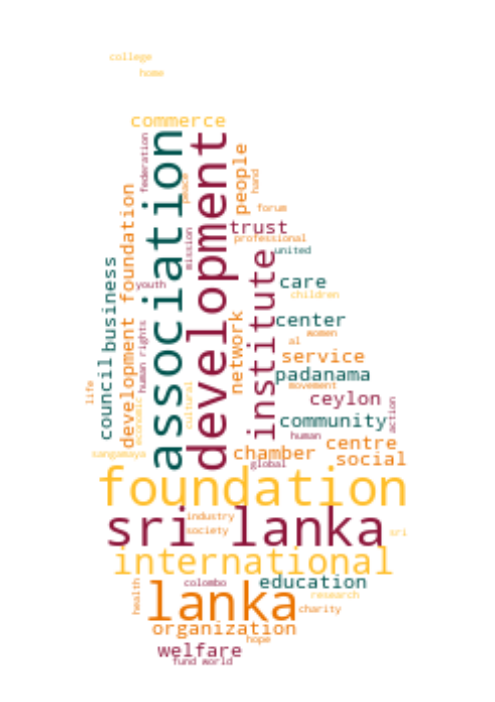 college
home
commerce
federation
association
development
peace
people
hand
forum
trust
professional
mission
united
development foundation
business
youth
institute
care
children
center
network
women
al
human rights
service
padanama
movement
council
life
economic
cultural
ceylon
action
community
human
centre
sangamaya
chamber
social
global
foundation
sri lanka
industry
society
sri
international
education
health
colombo
research
lanka
charity
organization
hope
welfare
fund world